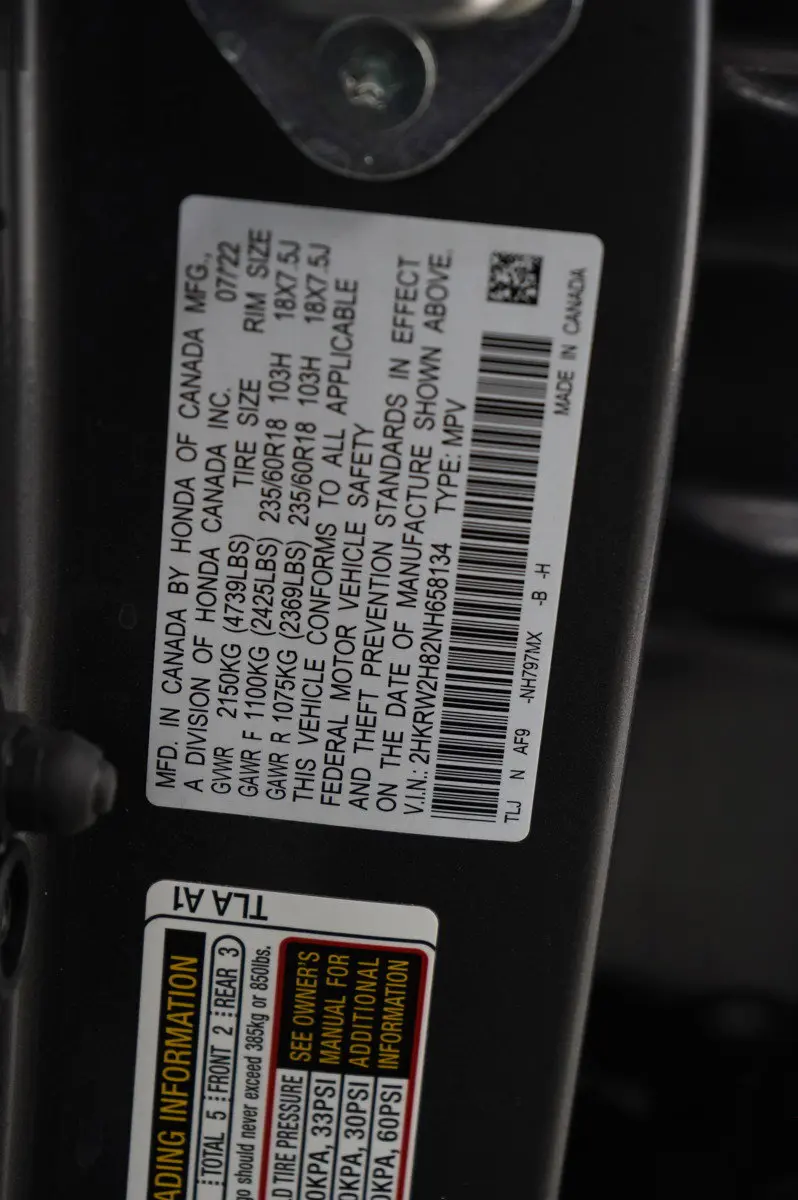 MFD. IN CANADA BY HONDA OF CANADA MFG.,
A DIVISION OF HONDA CANADA INC. 07/22
GVWR 2150KG (4739LBS) TIRE SIZE RIM SIZE
GAWR F 1100KG (2425LBS) 235/60R18 103H 18X7.5J
GAWR R 1075KG (2369LBS) 235/60R18 103H 18X7.5J
THIS VEHICLE CONFORMS TO ALL APPLICABLE
FEDERAL MOTOR VEHICLE SAFETY
AND THEFT PREVENTION STANDARDS IN EFFECT
ON THE DATE OF MANUFACTURE SHOWN ABOVE.
V.I.N.: 2HKRW2H82NH658134 TYPE: MPV
TLJ N AF9 -NH797MX -B -H MADE IN CANADA
TLA A1
ADING INFORMATION
TOTAL 5 FRONT 2 REAR 3
go should never exceed 385kg or 850lbs.
D TIRE PRESSURE
0KPA, 33PSI
0KPA, 30PSI
0KPA, 60PSI
SEE OWNER'S
MANUAL FOR
ADDITIONAL
INFORMATION